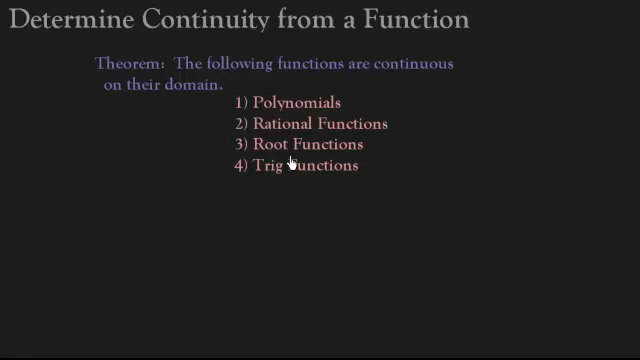 Determine Continuity from a Function
Theorem: The following functions are continuous
on their domain.
1) Polynomials
2) Rational Functions
3) Root Functions
4) Trig Functions